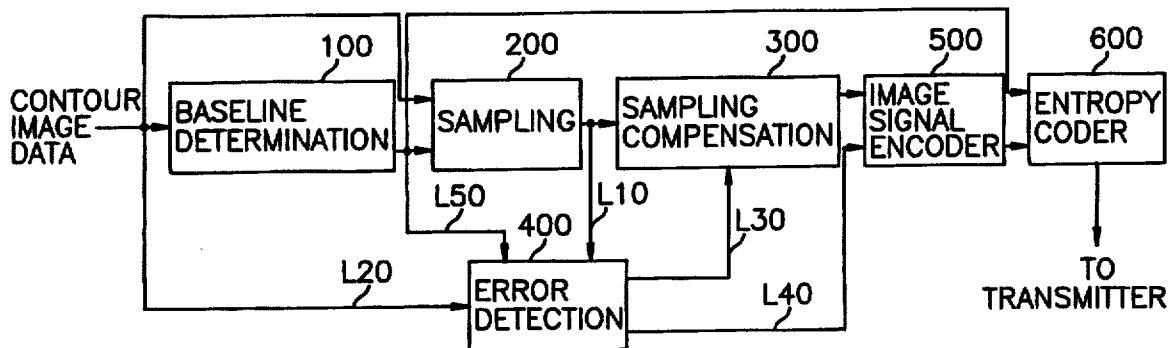 100
200
300
500
600
CONTOUR
IMAGE
DATA
BASELINE
DETERMINATION
SAMPLING
SAMPLING
COMPENSATION
IMAGE
SIGNAL
ENCODER
ENTROPY
CODER
L50
400
L10
L30
L20
ERROR
DETECTION
L40
TO
TRANSMITTER